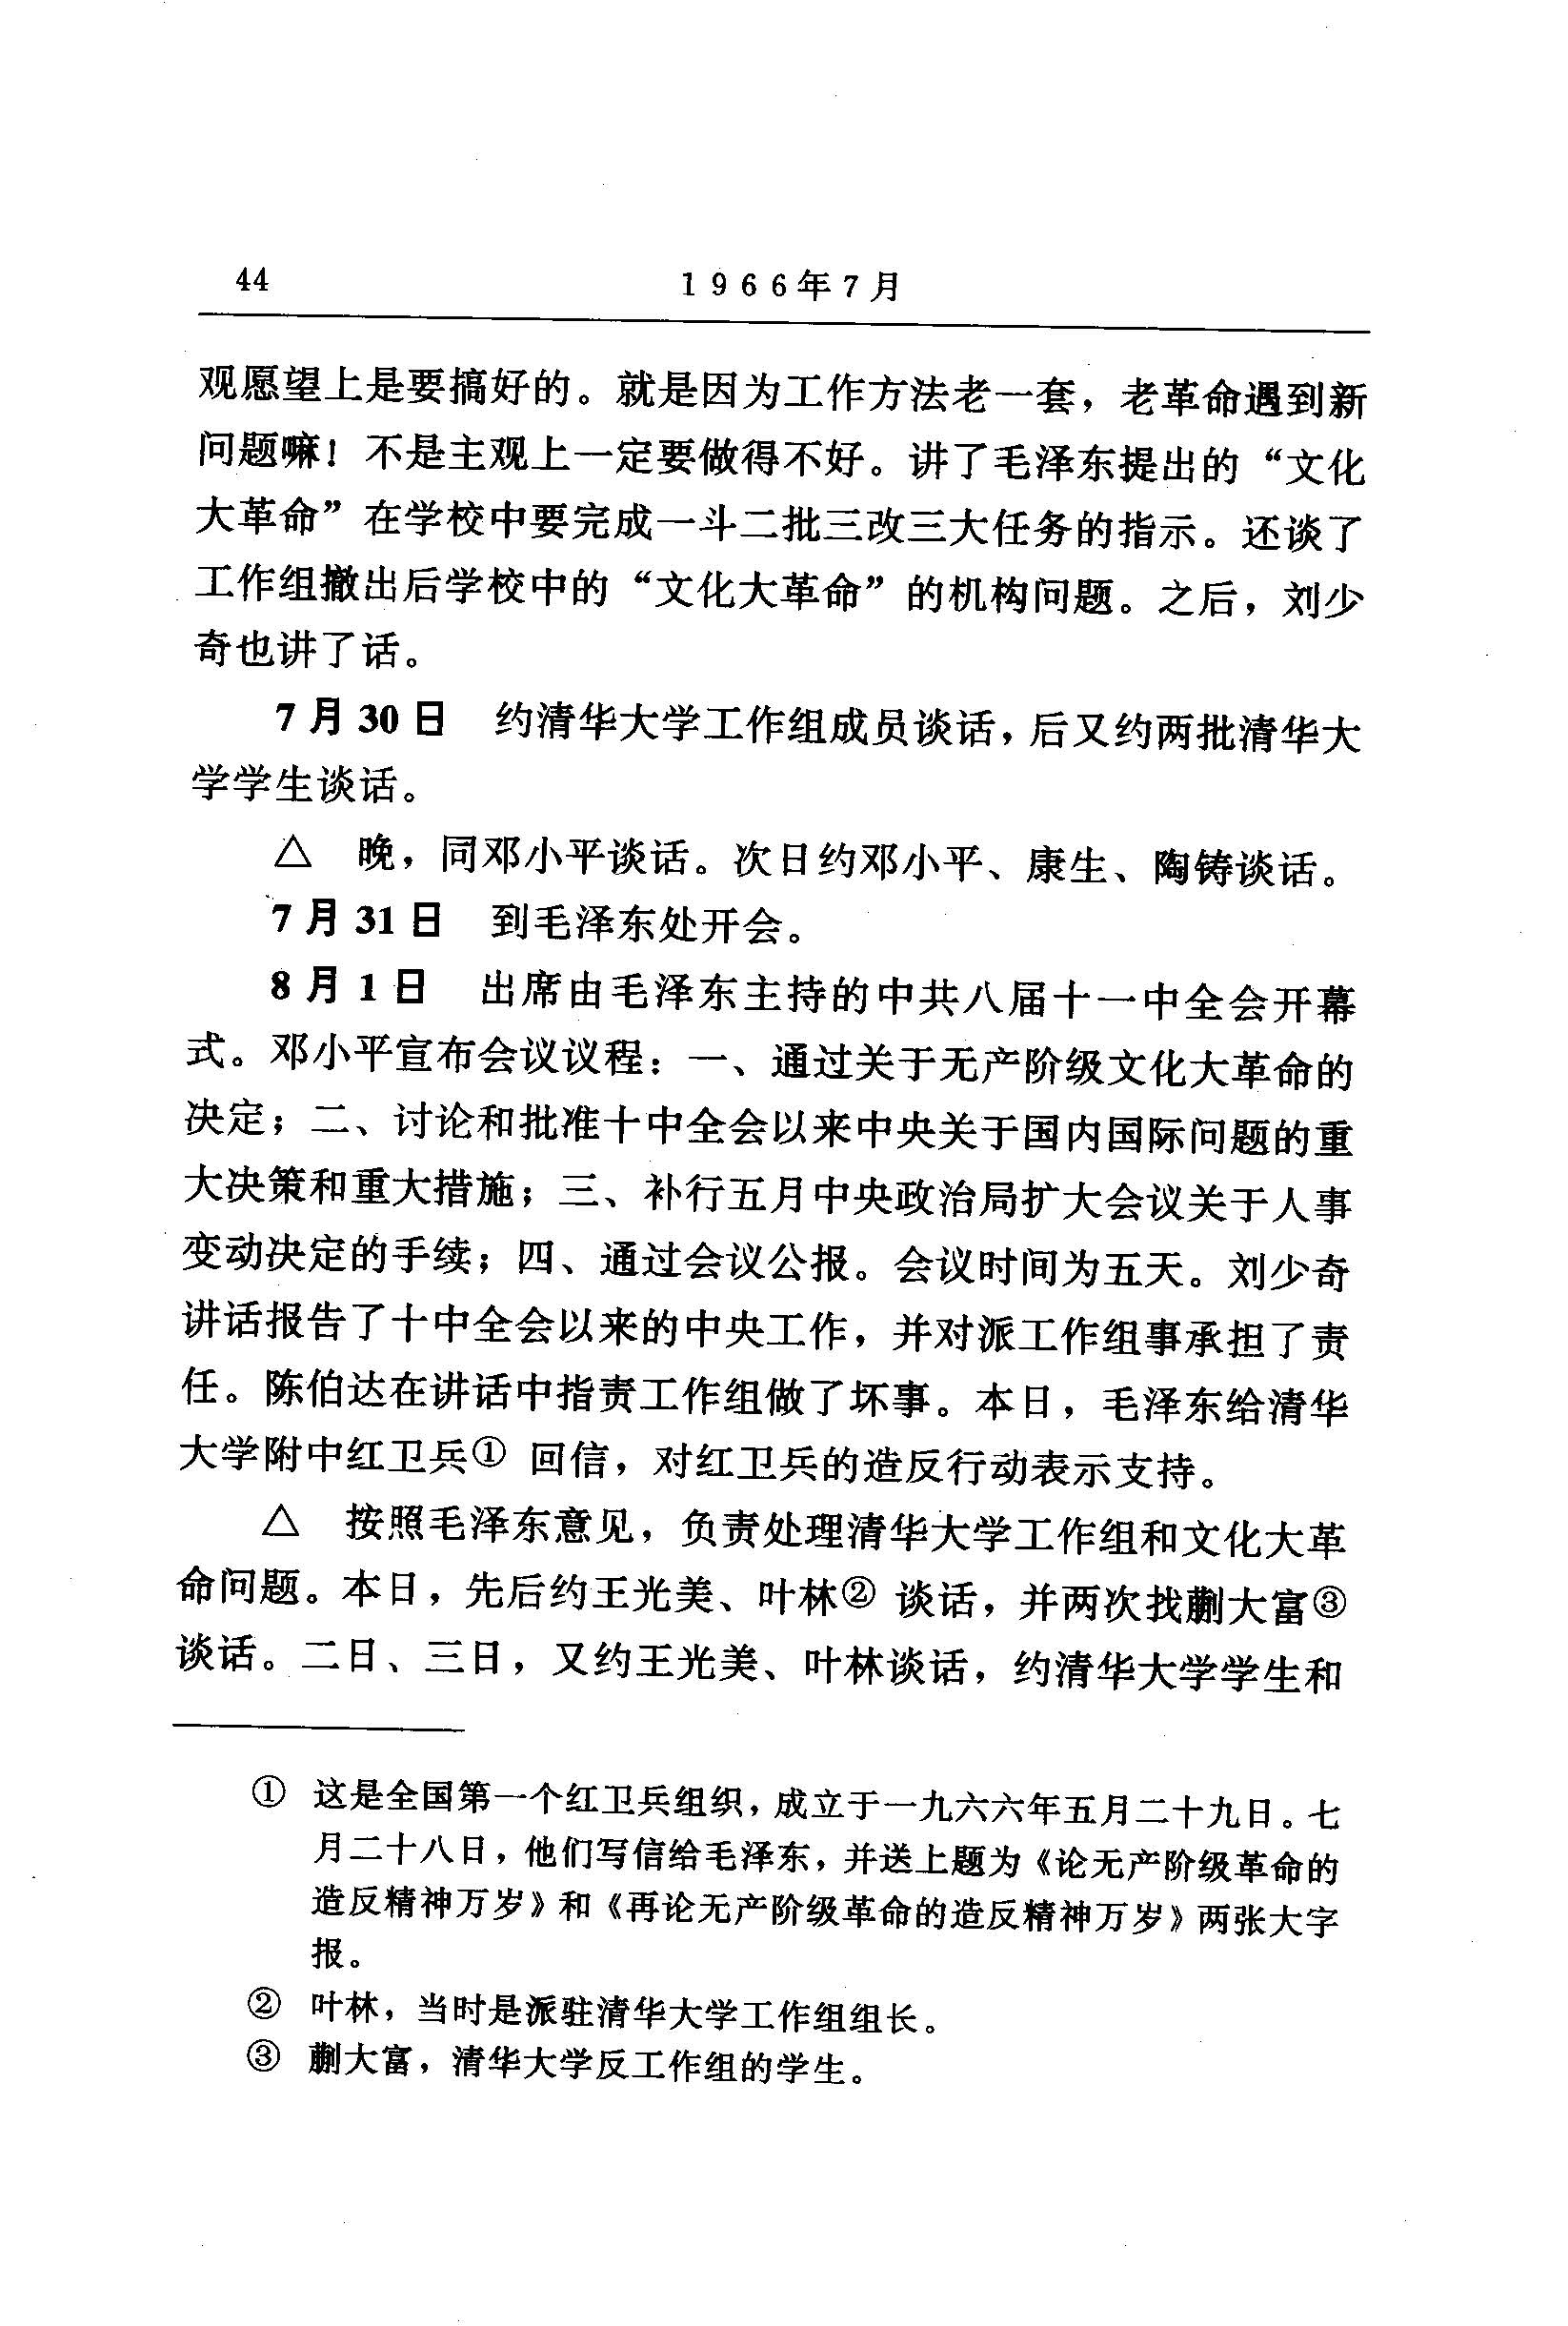 44
1966年7月
观愿望上是要搞好的。就是因为工作方法老一套，老革命遇到新
问题嘛！不是主观上一定要做得不好。讲了毛泽东提出的“文化
大革命”在学校中要完成一斗二批三改三大任务的指示。还谈了
工作组撤出后学校中的“文化大革命”的机构问题。之后，刘少
奇也讲了话。
7月30日 约清华大学工作组成员谈话，后又约两批清华大
学学生谈话。
△ 晚，同邓小平谈话。次日约邓小平、康生、陶铸谈话。
7月31日 到毛泽东处开会。
8月1日 出席由毛泽东主持的中共八届十一中全会开幕
式。邓小平宣布会议议程：一、通过关于无产阶级文化大革命的
决定；二、讨论和批准十中全会以来中央关于国内国际问题的重
大决策和重大措施；三、补行五月中央政治局扩大会议关于人事
变动决定的手续；四、通过会议公报。会议时间为五天。刘少奇
讲话报告了十中全会以来的中央工作，并对派工作组事承担了责
任。陈伯达在讲话中指责工作组做了坏事。本日，毛泽东给清华
大学附中红卫兵① 回信，对红卫兵的造反行动表示支持。
△ 按照毛泽东意见，负责处理清华大学工作组和文化大革
命问题。本日，先后约王光美、叶林② 谈话，并两次找蒯大富③
谈话。二日、三日，又约王光美、叶林谈话，约清华大学学生和
① 这是全国第一个红卫兵组织，成立于一九六六年五月二十九日。七
月二十八日，他们写信给毛泽东，并送上题为《论无产阶级革命的
造反精神万岁》和《再论无产阶级革命的造反精神万岁》两张大字
报。
② 叶林，当时是派驻清华大学工作组组长。
③ 蒯大富，清华大学反工作组的学生。